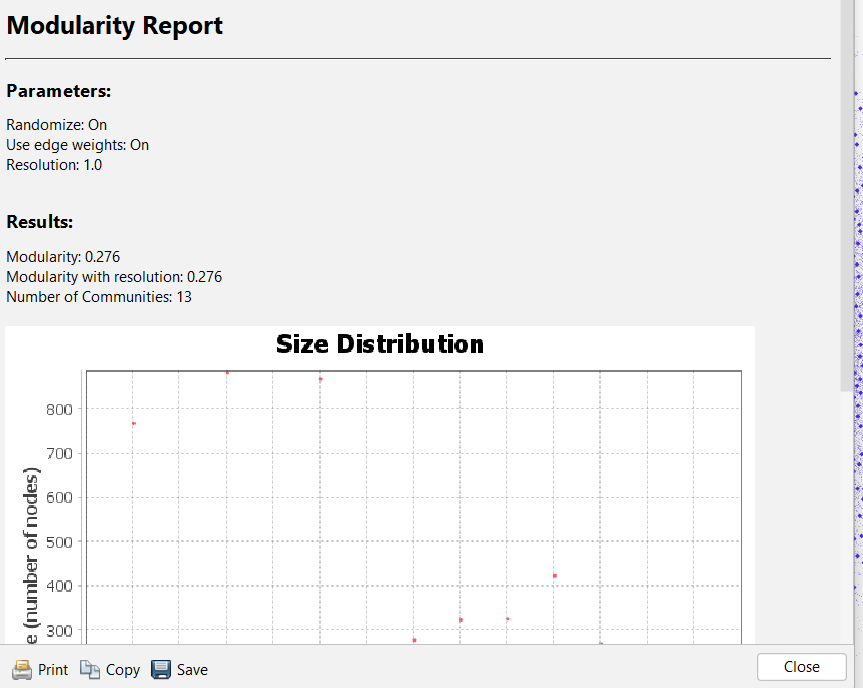 Modularity Report
Parameters:
Randomize: On
Use edge weights: On
Resolution: 1.0
Results:
Modularity: 0.276
Modularity with resolution: 0.276
Number of Communities: 13
Size Distribution
800
700
600
500
400
300
e (number of nodes)
Print Copy Save Close